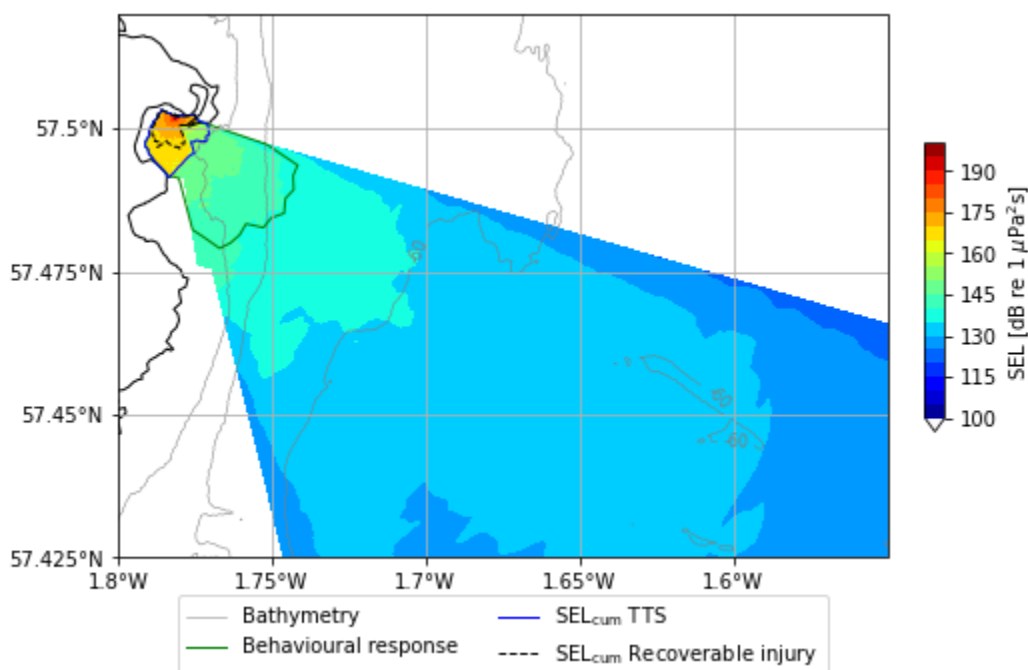 57.5°N
57.475°N
57.45°N
57.425°N
1.8°W
1.75°W
1.7°W
1.65°W
1.6°W
60
60
-60
190
175
160
145
130
115
100
SEL [dB re 1 μPa²s]
Bathymetry
Behavioural response
SELcum TTS
SELcum Recoverable injury